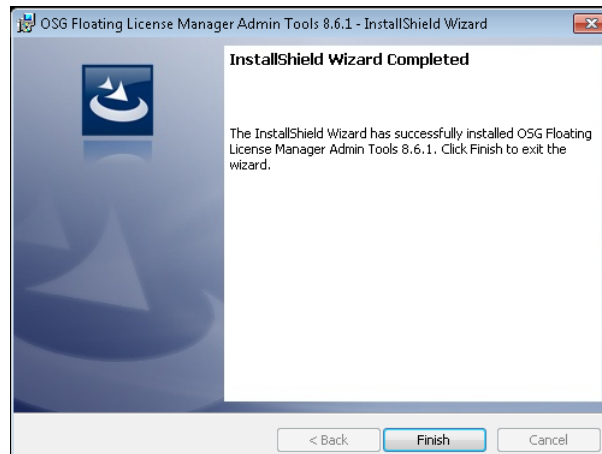 OSG Floating License Manager Admin Tools 8.6.1 - InstallShield Wizard
InstallShield Wizard Completed
The InstallShield Wizard has successfully installed OSG Floating
License Manager Admin Tools 8.6.1. Click Finish to exit the
wizard.
< Back
Finish
Cancel